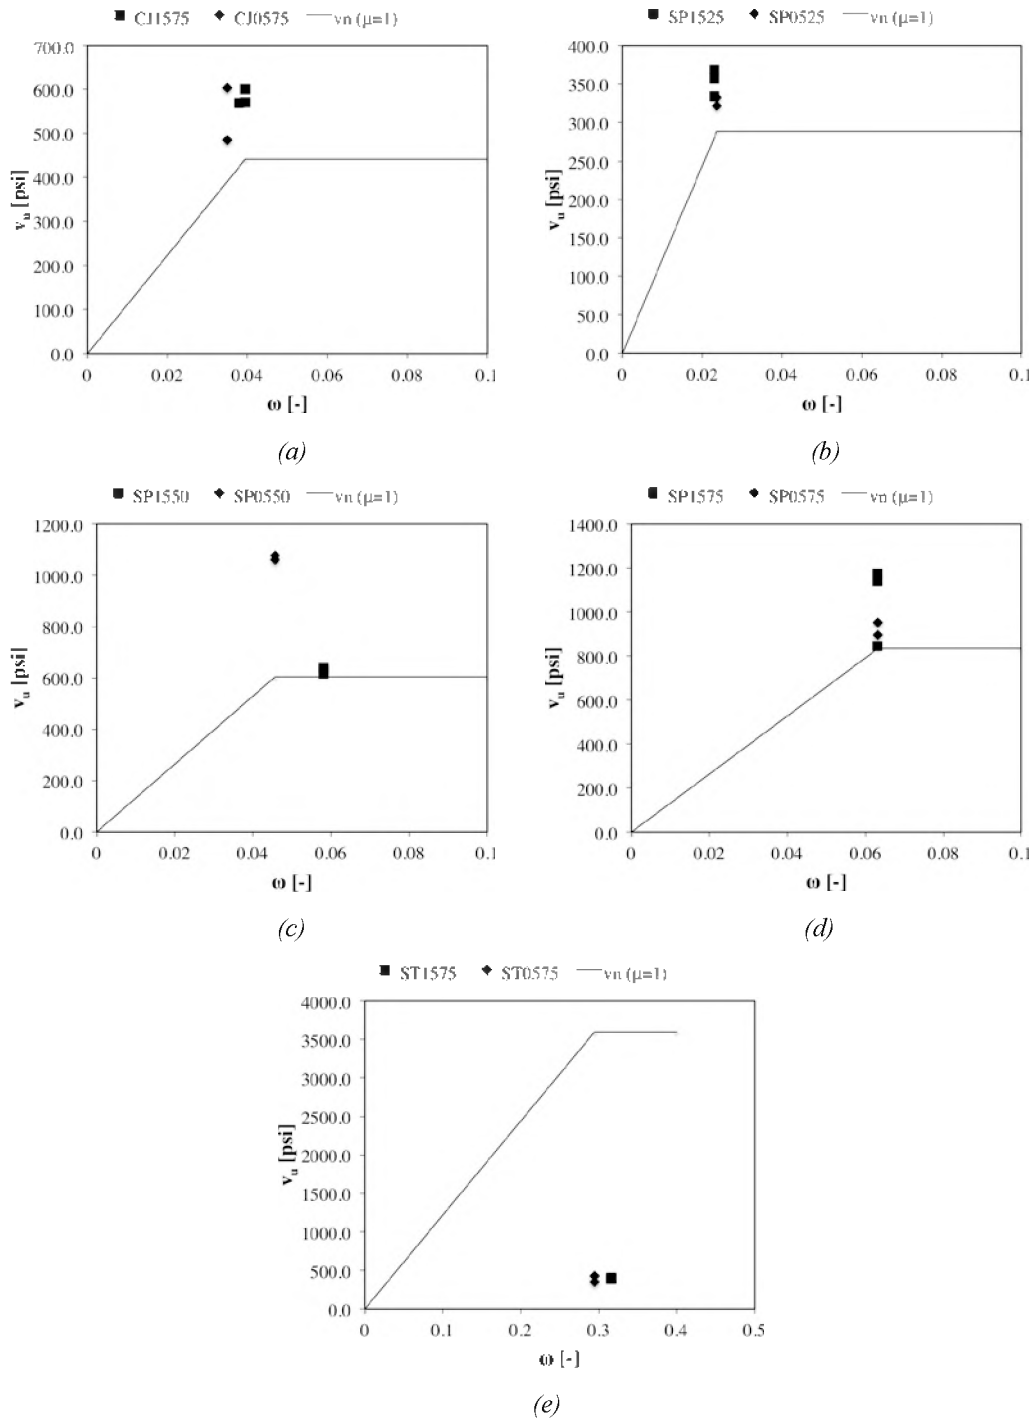 CJ1575 CJ0575 vn (μ=1)
700.0
600.0
500.0
400.0
300.0
200.0
100.0
0.0
vu [psi]
0 0.02 0.04 0.06 0.08 0.1
ω [-]
(a)
SP1525 SP0525 vn (μ=1)
400.0
350.0
300.0
250.0
200.0
150.0
100.0
50.0
0.0
vu [psi]
0 0.02 0.04 0.06 0.08 0.1
ω [-]
(b)
SP1550 SP0550 vn (μ=1)
1200.0
1000.0
800.0
600.0
400.0
200.0
0.0
vu [psi]
0 0.02 0.04 0.06 0.08 0.1
ω [-]
(c)
SP1575 SP0575 vn (μ=1)
1400.0
1200.0
1000.0
800.0
600.0
400.0
200.0
0.0
vu [psi]
0 0.02 0.04 0.06 0.08 0.1
ω [-]
(d)
ST1575 ST0575 vn (μ=1)
4000.0
3500.0
3000.0
2500.0
2000.0
1500.0
1000.0
500.0
0.0
vu [psi]
0 0.1 0.2 0.3 0.4 0.5
ω [-]
(e)